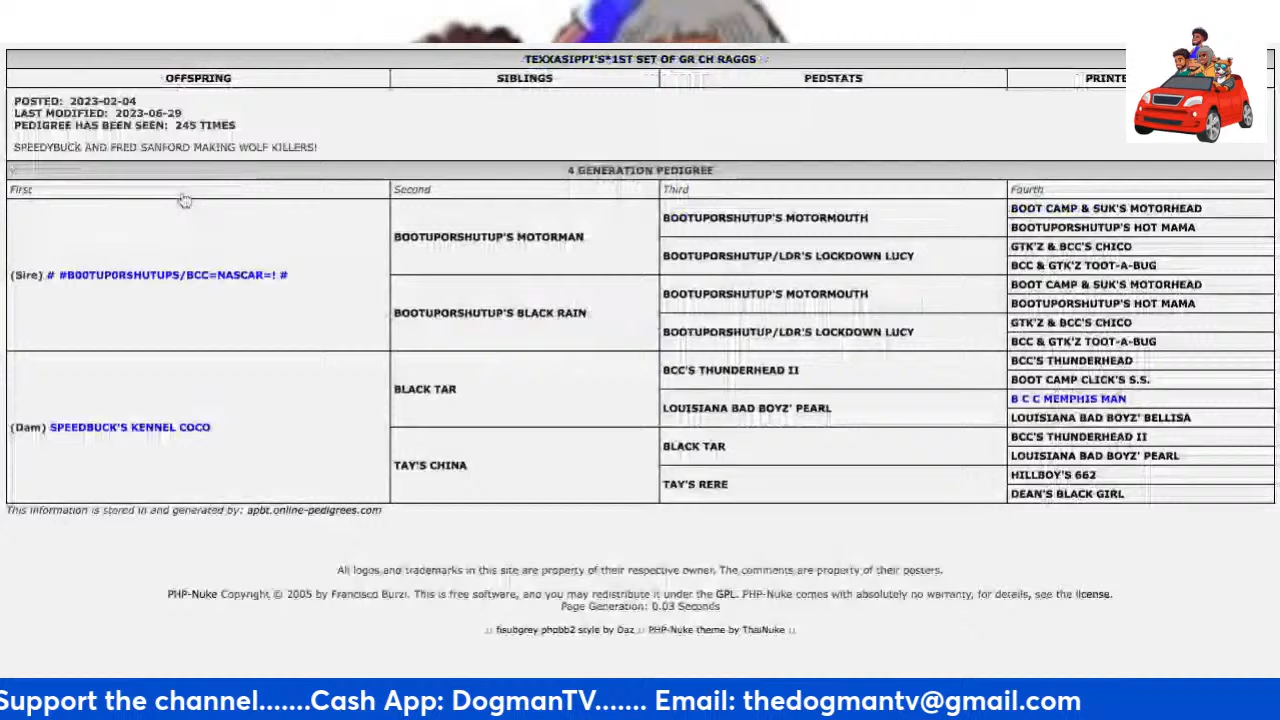 TEXXASIPPI'S*1ST SET OF GR CH RAGGS
OFFSPRING SIBLINGS PEDSTATS PRINTE
POSTED: 2023-02-04
LAST MODIFIED: 2023-06-29
PEDIGREE HAS BEEN SEEN: 245 TIMES
SPEEDYBUCK AND FRED SANFORD MAKING WOLF KILLERS!
4 GENERATION PEDIGREE
First Second Third Fourth
(Sire) # #B00TUP0RSHUTUPS/BCC=NASCAR=! #
BOOTUPORSHUTUP'S MOTORMAN
BOOTUPORSHUTUP'S MOTORMOUTH
BOOT CAMP & SUK'S MOTORHEAD
BOOTUPORSHUTUP'S HOT MAMA
BOOTUPORSHUTUP/LDR'S LOCKDOWN LUCY
GTK'Z & BCC'S CHICO
BCC & GTK'Z TOOT-A-BUG
BOOTUPORSHUTUP'S BLACK RAIN
BOOTUPORSHUTUP'S MOTORMOUTH
BOOT CAMP & SUK'S MOTORHEAD
BOOTUPORSHUTUP'S HOT MAMA
BOOTUPORSHUTUP/LDR'S LOCKDOWN LUCY
GTK'Z & BCC'S CHICO
BCC & GTK'Z TOOT-A-BUG
(Dam) SPEEDBUCK'S KENNEL COCO
BLACK TAR
BCC'S THUNDERHEAD II
BCC'S THUNDERHEAD
BOOT CAMP CLICK'S S.S.
LOUISIANA BAD BOYZ' PEARL
B C C MEMPHIS MAN
LOUISIANA BAD BOYZ' BELLISA
TAY'S CHINA
BLACK TAR
BCC'S THUNDERHEAD II
LOUISIANA BAD BOYZ' PEARL
TAY'S RERE
HILLBOY'S 662
DEAN'S BLACK GIRL
This information is stored in and generated by: apbt.online-pedigrees.com
All logos and trademarks in this site are property of their respective owner. The comments are property of their posters.
PHP-Nuke Copyright © 2005 by Francisco Burzi. This is free software, and you may redistribute it under the GPL. PHP-Nuke comes with absolutely no warranty, for details, see the license.
Page Generation: 0.03 Seconds
:: fisubgrey phpbb2 style by Daz :: PHP-Nuke theme by ThaiNuke ::
Support the channel.......Cash App: DogmanTV....... Email: thedogmantv@gmail.com